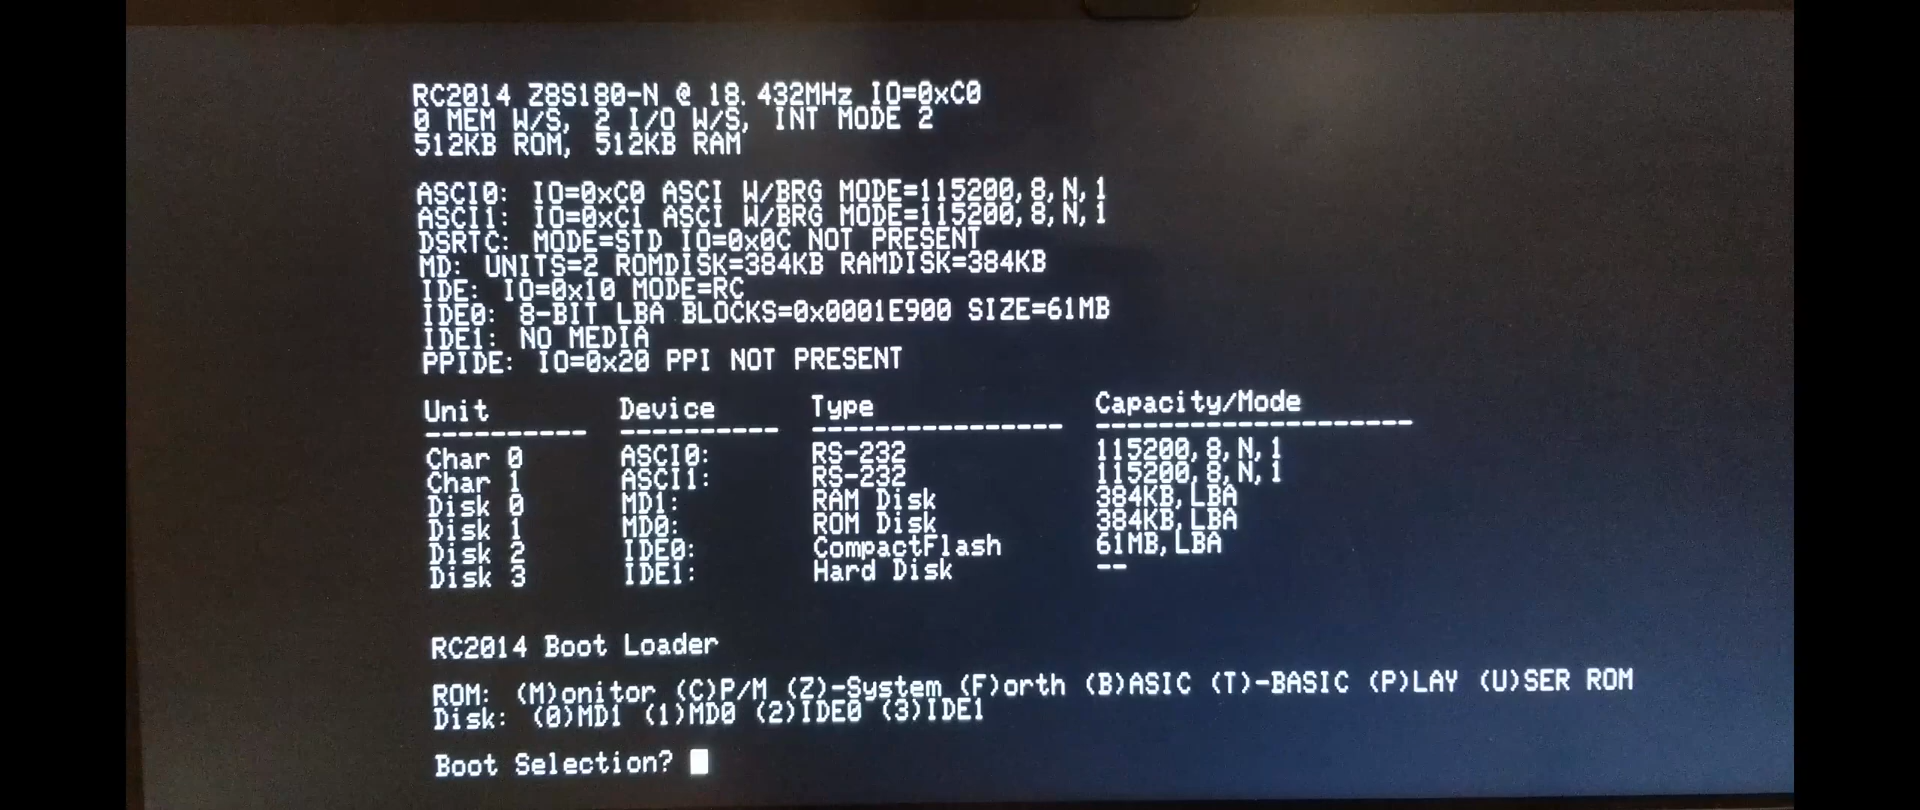 RC2014 Z8S180-N @ 18.432MHz IO=0xC0
0 MEM W/S, 2 I/O W/S, INT MODE 2
512KB ROM, 512KB RAM
ASCI0: IO=0xC0 ASCI W/BRG MODE=115200,8,N,1
ASCI1: IO=0xC1 ASCI W/BRG MODE=115200,8,N,1
DSRTC: MODE=STD IO=0x0C NOT PRESENT
MD: UNITS=2 ROMDISK=384KB RAMDISK=384KB
IDE: IO=0x10 MODE=RC
IDE0: 8-BIT LBA BLOCKS=0x0001E900 SIZE=61MB
IDE1: NO MEDIA
PPIDE: IO=0x20 PPI NOT PRESENT
Unit Device Type Capacity/Mode
---------- ---------- ---------------- --------------------
Char 0 ASCI0: RS-232 115200,8,N,1
Char 1 ASCI1: RS-232 115200,8,N,1
Disk 0 MD1: RAM Disk 384KB,LBA
Disk 1 MD0: ROM Disk 384KB,LBA
Disk 2 IDE0: CompactFlash 61MB,LBA
Disk 3 IDE1: Hard Disk --
RC2014 Boot Loader
ROM: (M)onitor (C)P/M (Z)-System (F)orth (B)ASIC (T)-BASIC (P)LAY (U)SER ROM
Disk: (0)MD1 (1)MD0 (2)IDE0 (3)IDE1
Boot Selection?